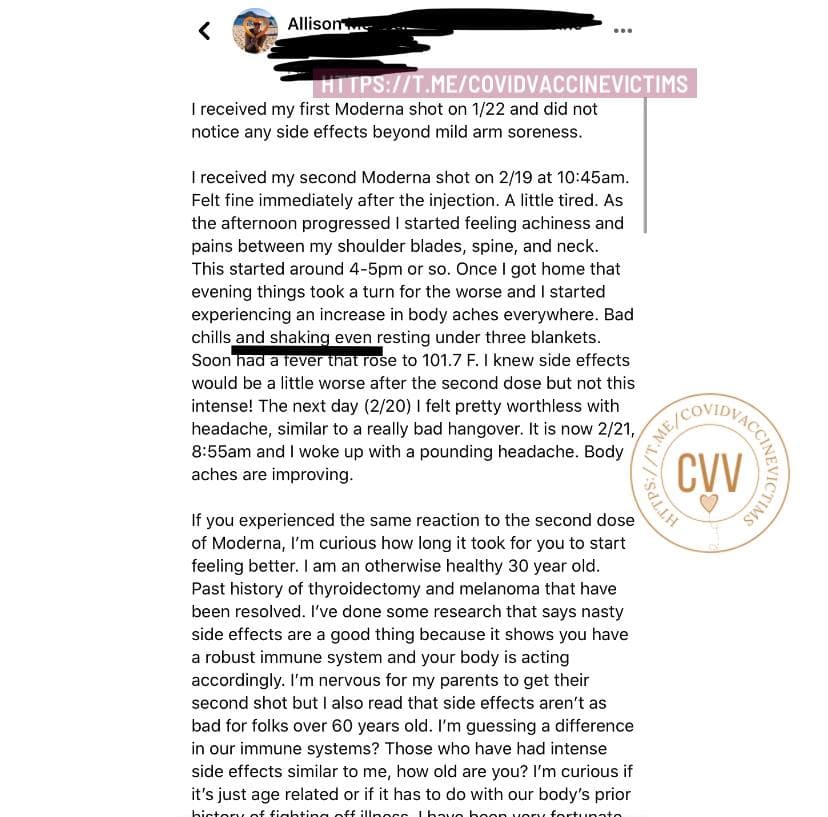 Allison
HTTPS://T.ME/COVIDVACCINEVICTIMS
I received my first Moderna shot on 1/22 and did not
notice any side effects beyond mild arm soreness.
I received my second Moderna shot on 2/19 at 10:45am.
Felt fine immediately after the injection. A little tired. As
the afternoon progressed I started feeling achiness and
pains between my shoulder blades, spine, and neck.
This started around 4-5pm or so. Once I got home that
evening things took a turn for the worse and I started
experiencing an increase in body aches everywhere. Bad
chills and shaking even resting under three blankets.
Soon had a fever that rose to 101.7 F. I knew side effects
would be a little worse after the second dose but not this
intense! The next day (2/20) I felt pretty worthless with
headache, similar to a really bad hangover. It is now 2/21,
8:55am and I woke up with a pounding headache. Body
aches are improving.
If you experienced the same reaction to the second dose
of Moderna, I’m curious how long it took for you to start
feeling better. I am an otherwise healthy 30 year old.
Past history of thyroidectomy and melanoma that have
been resolved. I’ve done some research that says nasty
side effects are a good thing because it shows you have
a robust immune system and your body is acting
accordingly. I’m nervous for my parents to get their
second shot but I also read that side effects aren’t as
bad for folks over 60 years old. I’m guessing a difference
in our immune systems? Those who have had intense
side effects similar to me, how old are you? I’m curious if
it’s just age related or if it has to do with our body’s prior
history of fighting off illness. I have been very fortunate
HTTPS://T.ME/COVIDVACCINEVICTIMS
CVV